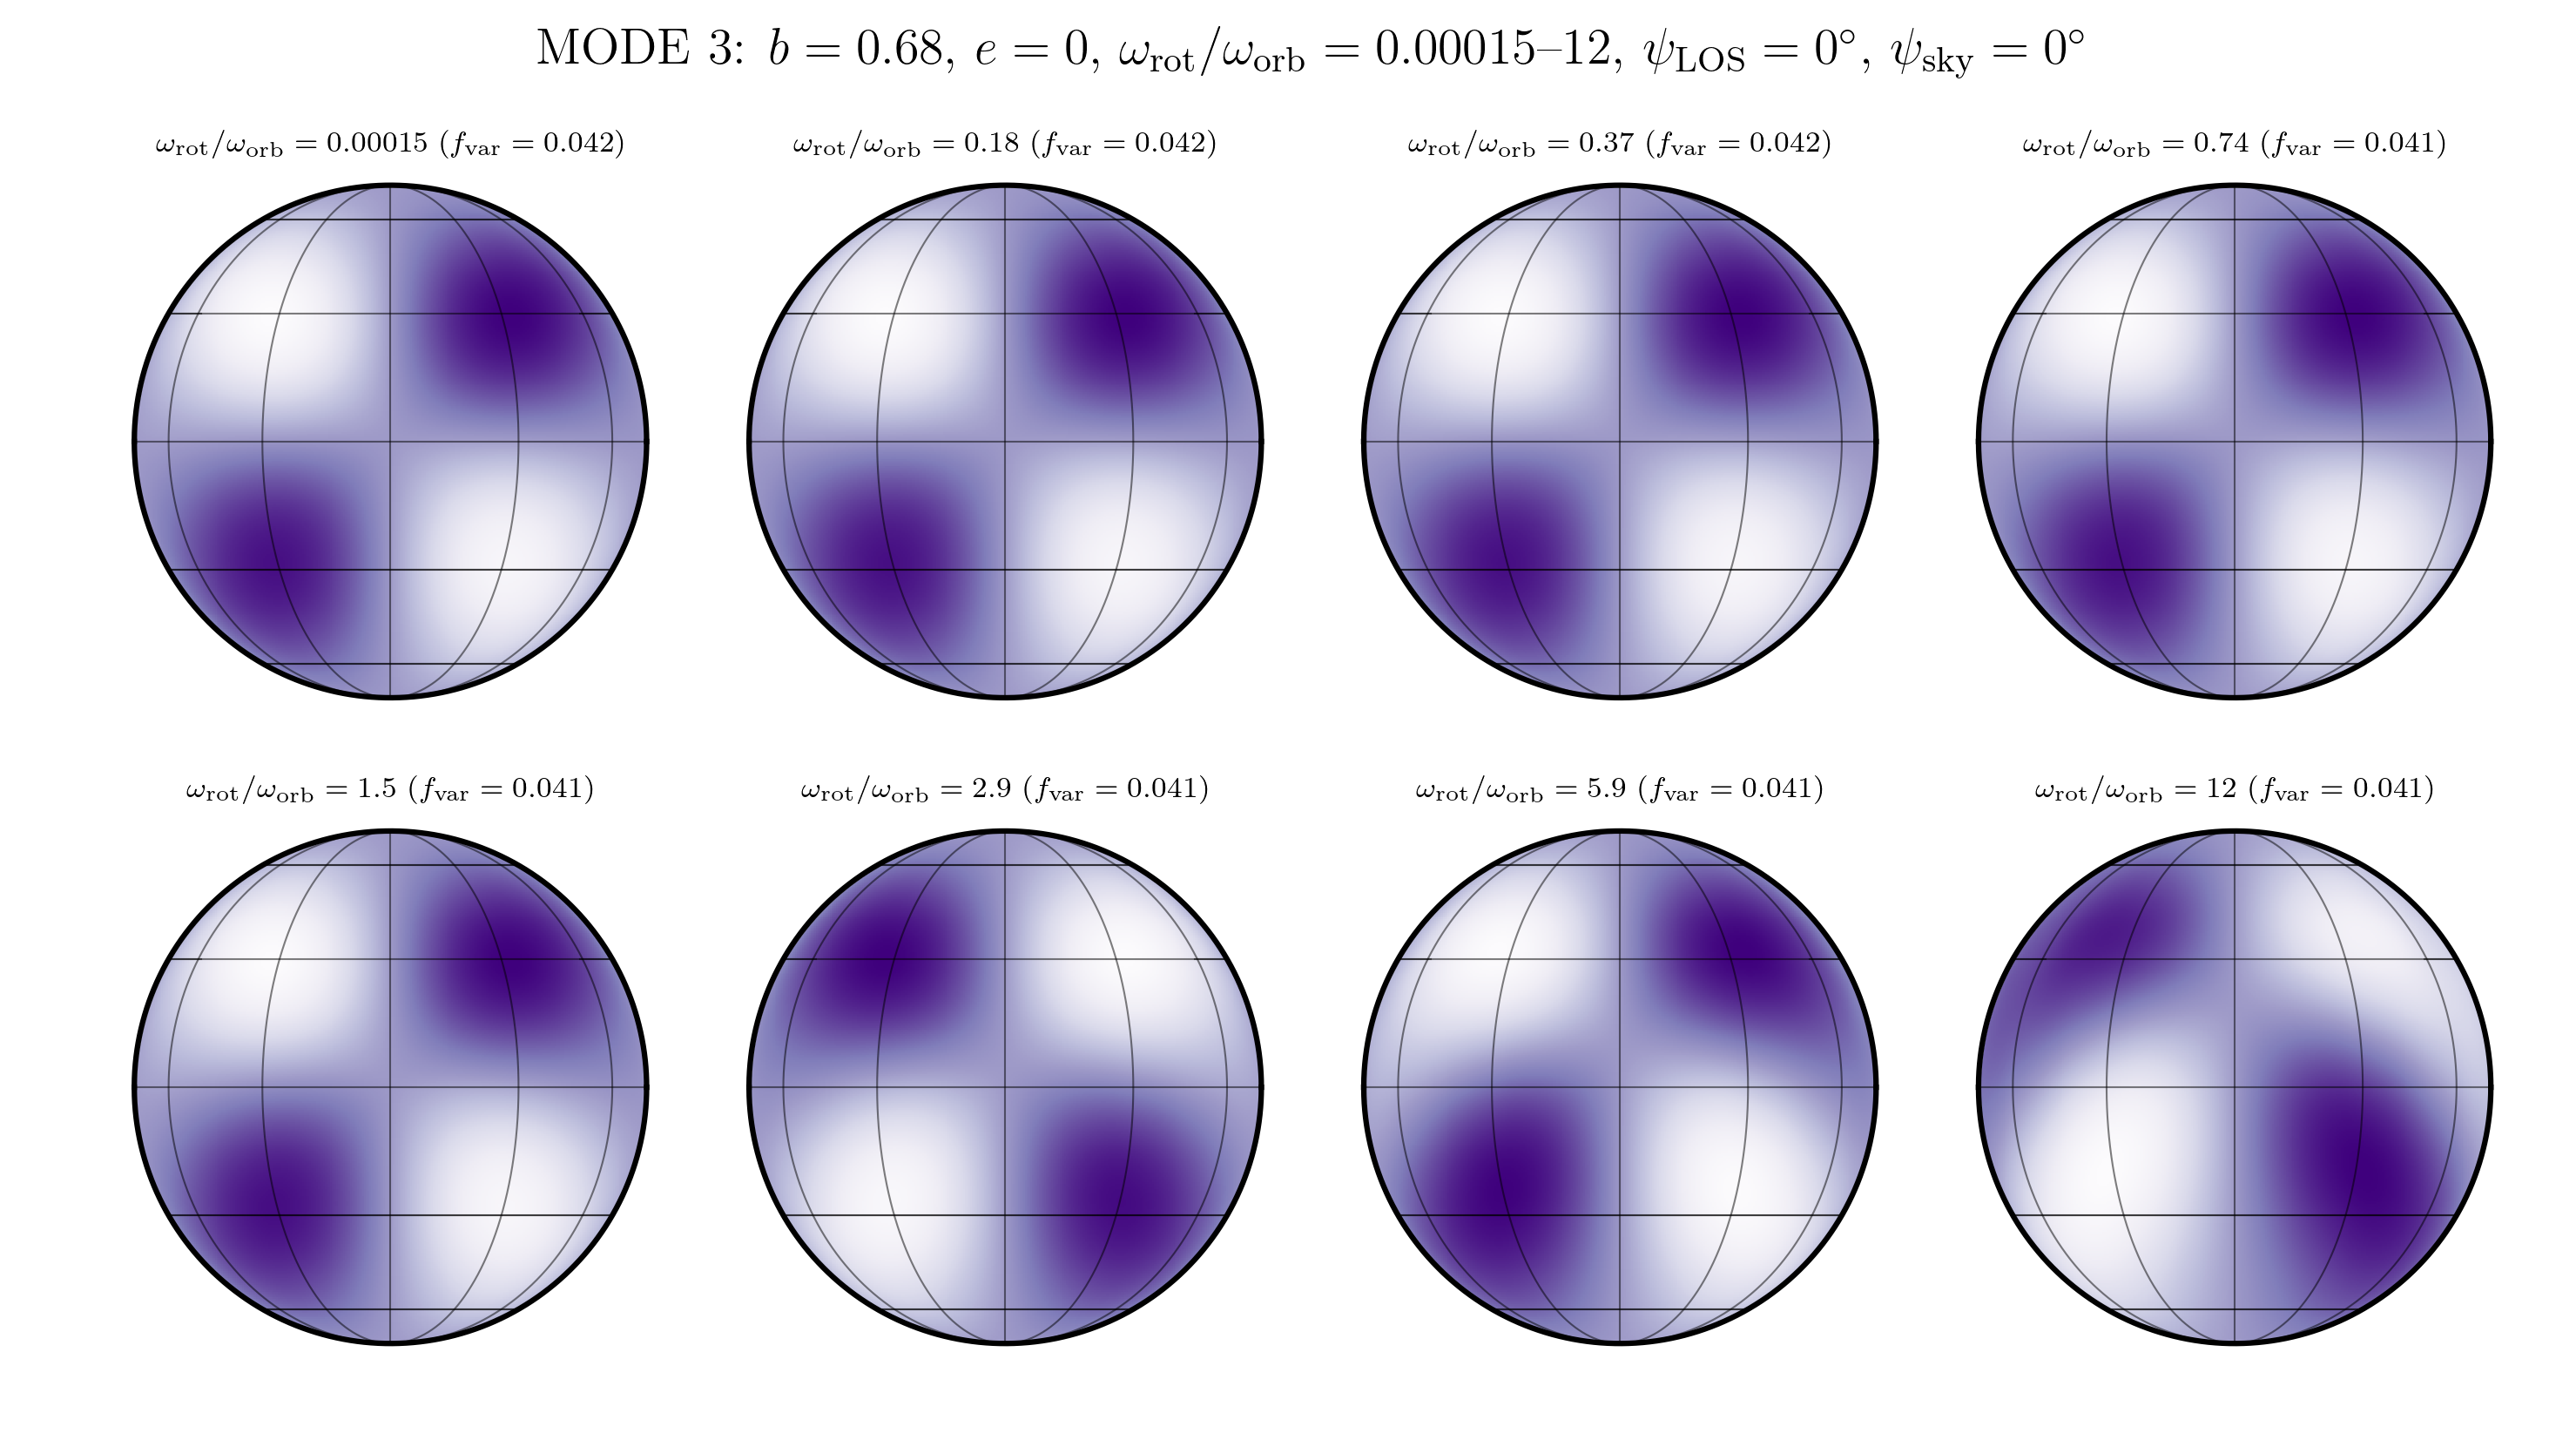 MODE 3: b = 0.68, e = 0, ω_rot/ω_orb = 0.00015–12, ψ_LOS = 0°, ψ_sky = 0°
ω_rot/ω_orb = 0.00015 (f_var = 0.042)
ω_rot/ω_orb = 0.18 (f_var = 0.042)
ω_rot/ω_orb = 0.37 (f_var = 0.042)
ω_rot/ω_orb = 0.74 (f_var = 0.041)
ω_rot/ω_orb = 1.5 (f_var = 0.041)
ω_rot/ω_orb = 2.9 (f_var = 0.041)
ω_rot/ω_orb = 5.9 (f_var = 0.041)
ω_rot/ω_orb = 12 (f_var = 0.041)